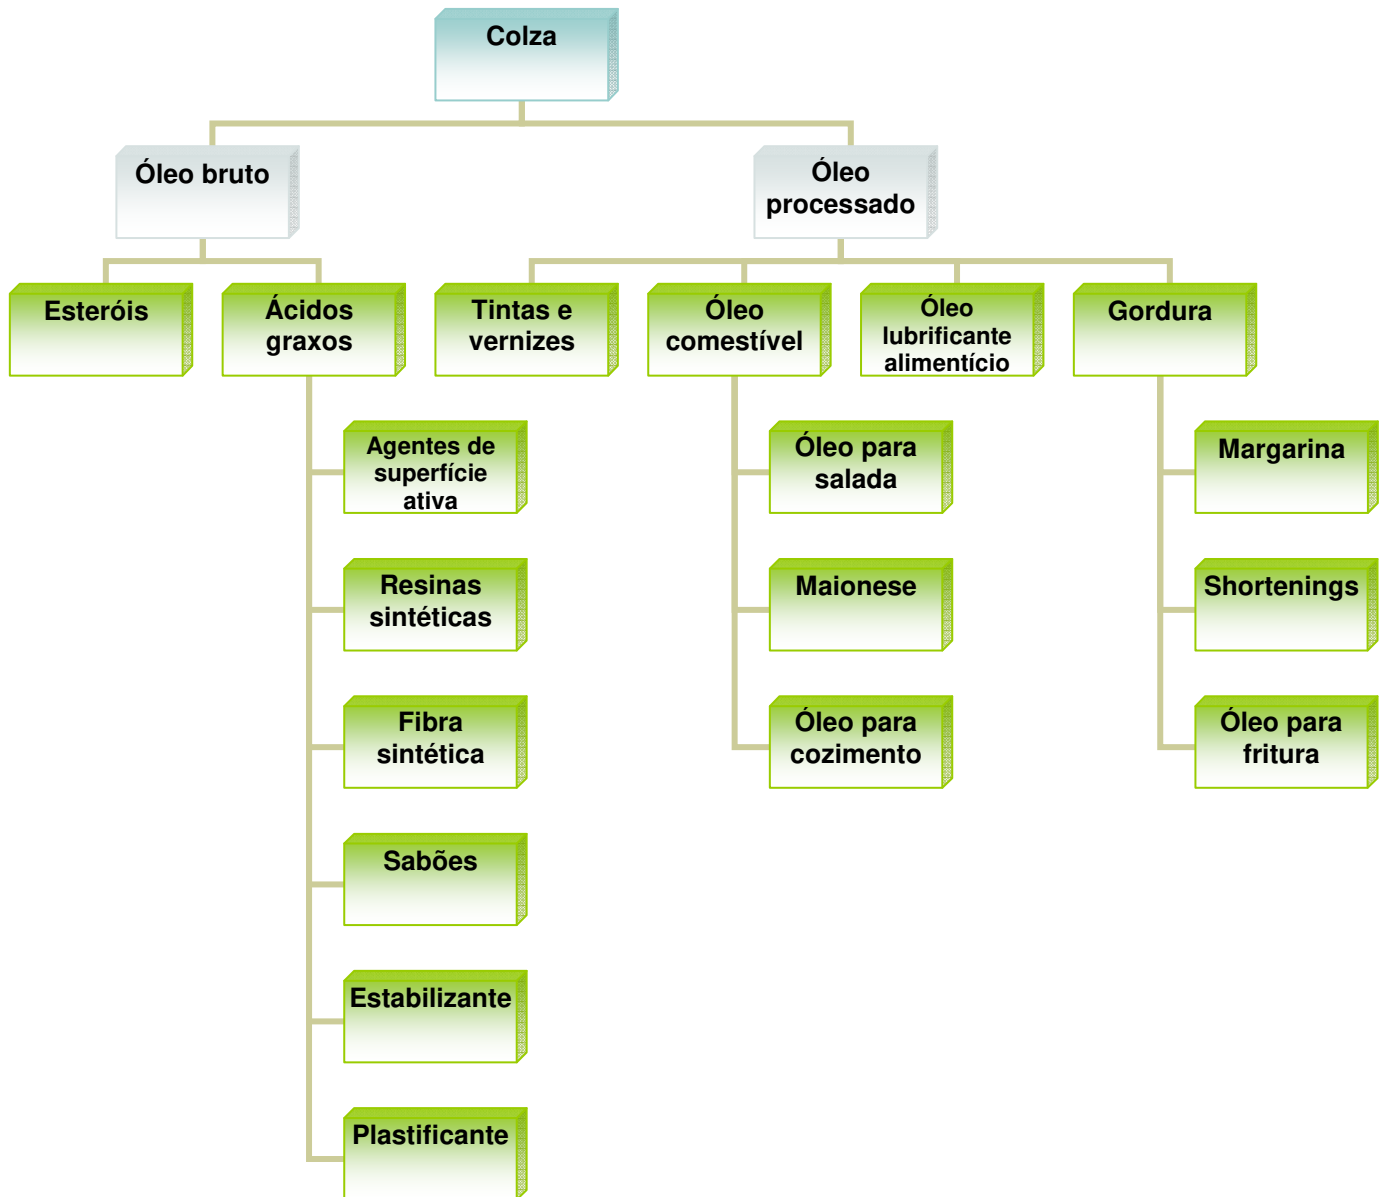 Colza
Óleo bruto
Óleo
processado
Esteróis
Ácidos
graxos
Tintas e
vernizes
Óleo
comestível
Óleo
lubrificante
alimentício
Gordura
Agentes de
superfície
ativa
Óleo para
salada
Margarina
Resinas
sintéticas
Maionese
Shortenings
Fibra
sintética
Óleo para
cozimento
Óleo para
fritura
Sabões
Estabilizante
Plastificante